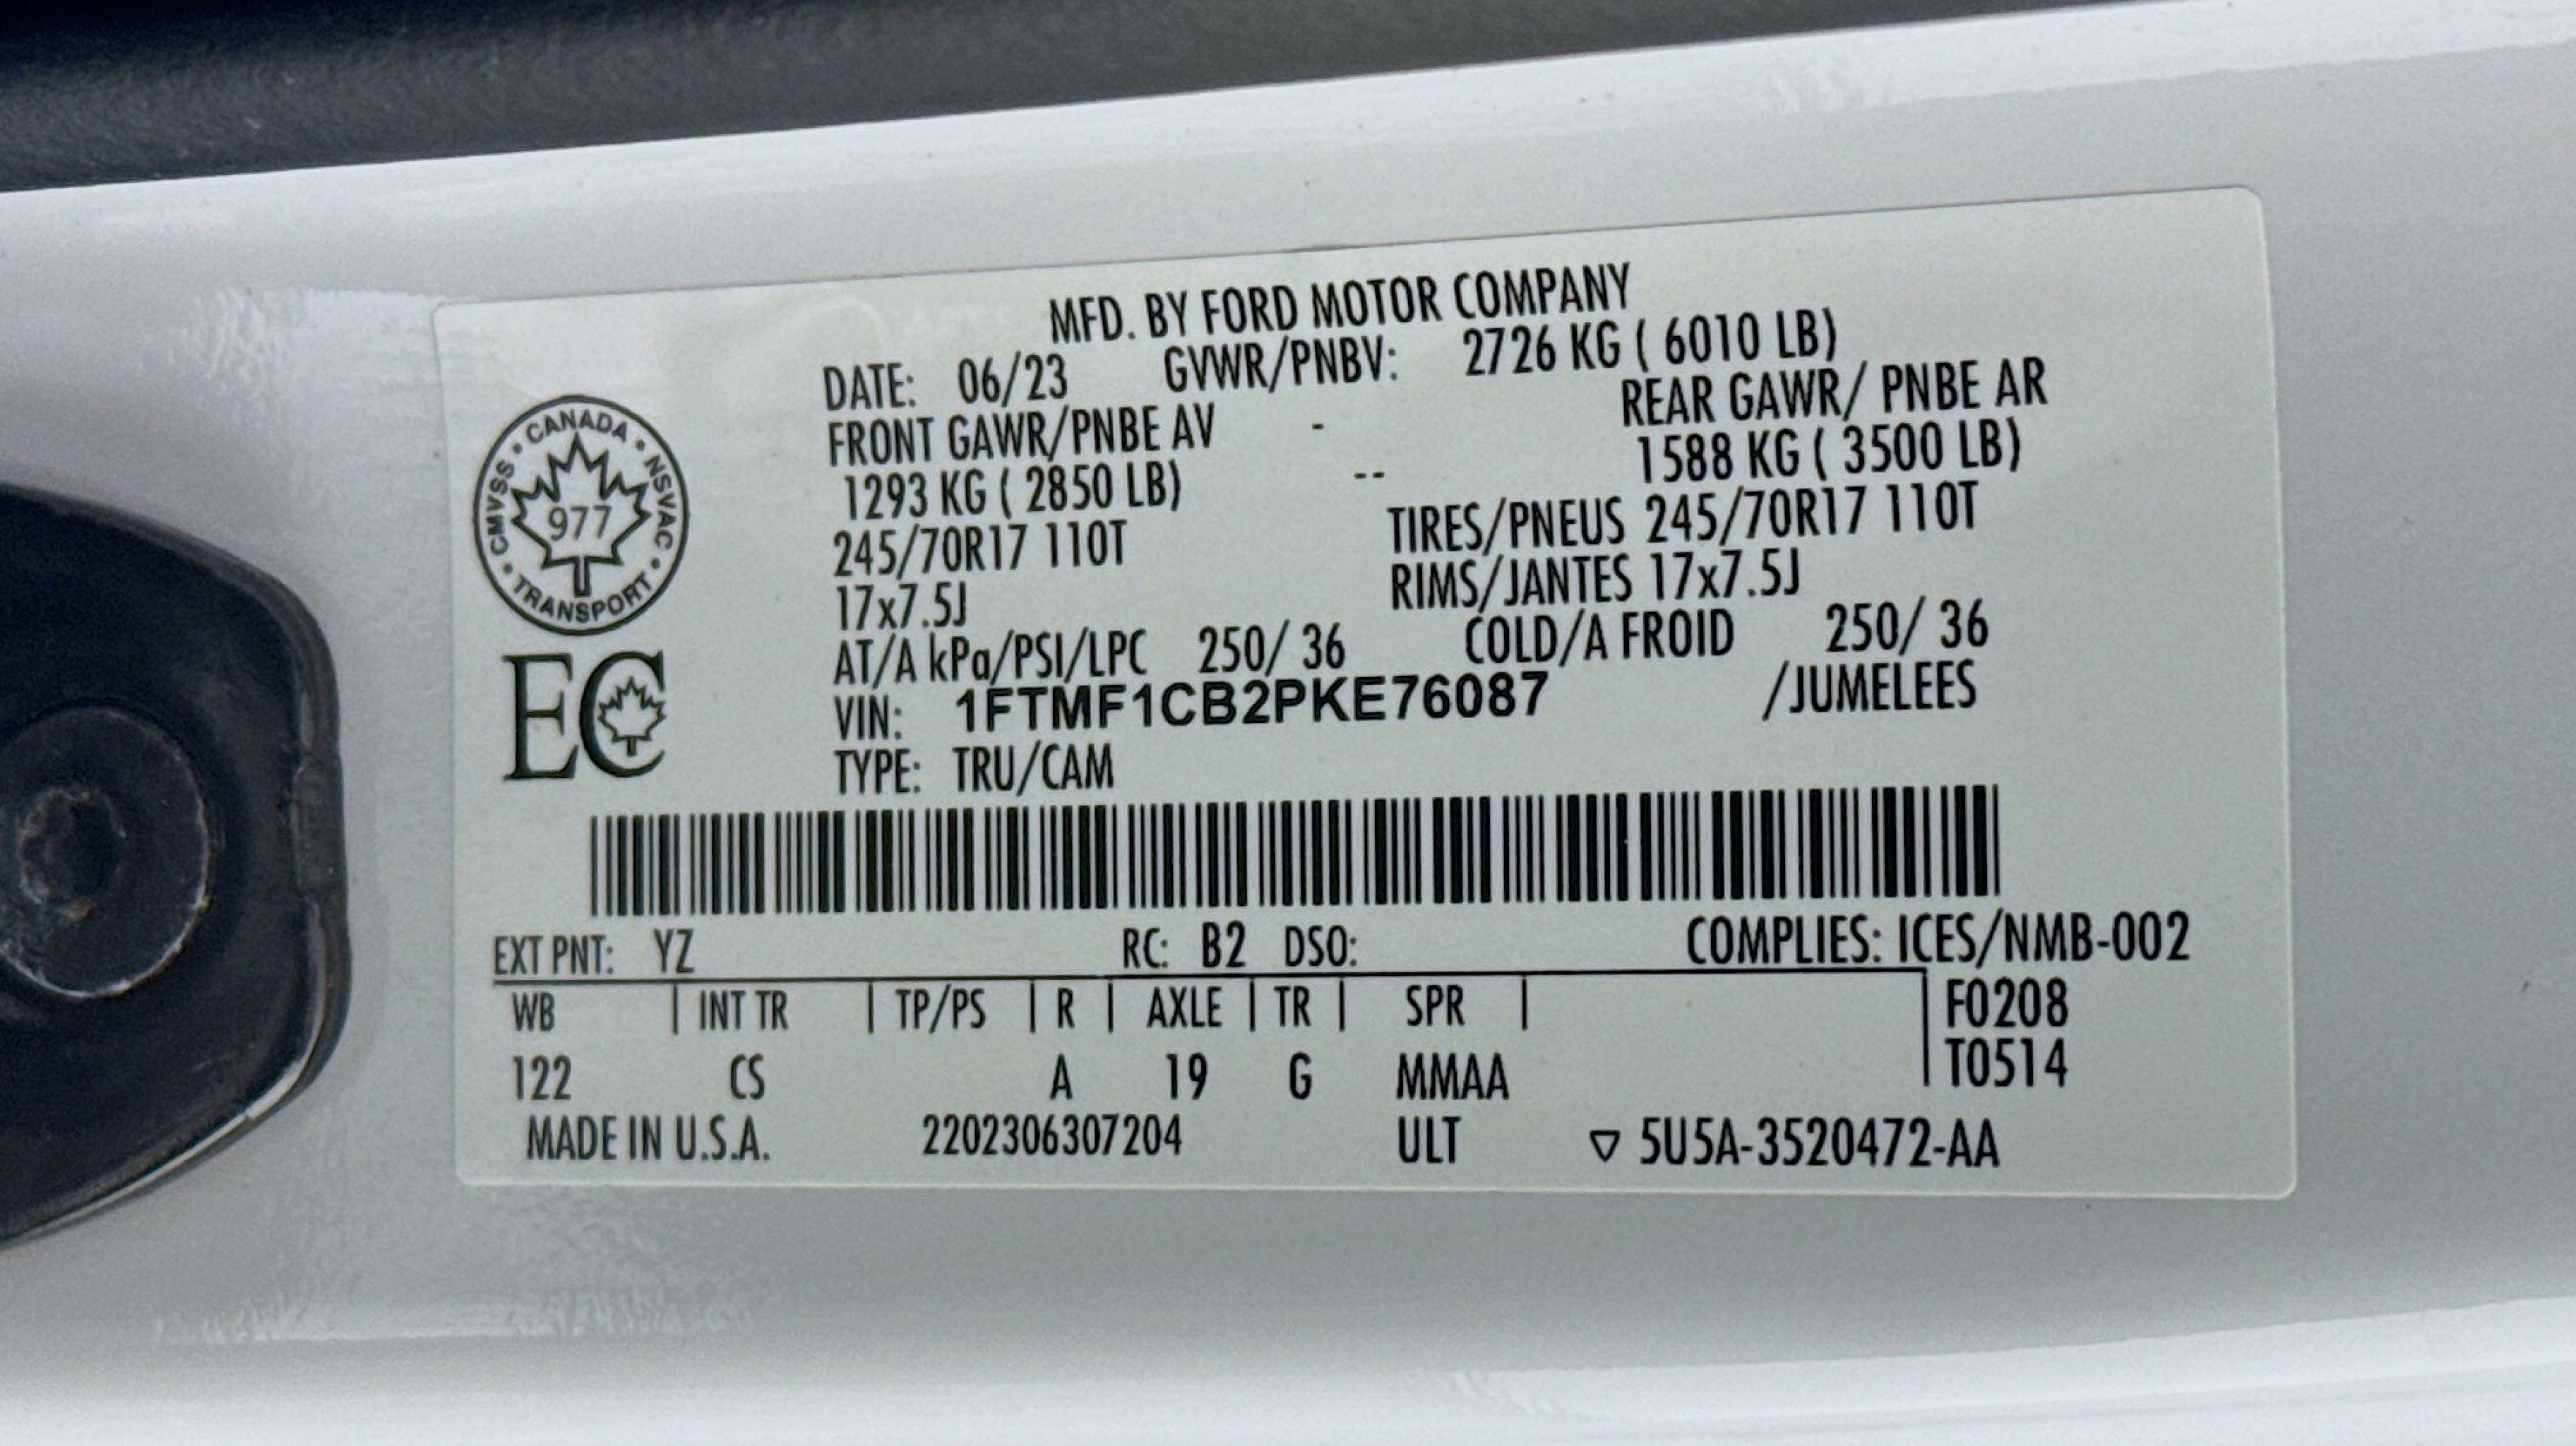 MFD. BY FORD MOTOR COMPANY
DATE: 06/23 GVWR/PNBV: 2726 KG ( 6010 LB)
FRONT GAWR/PNBE AV - REAR GAWR/ PNBE AR
1293 KG ( 2850 LB) -- 1588 KG ( 3500 LB)
245/70R17 110T TIRES/PNEUS 245/70R17 110T
17x7.5J RIMS/JANTES 17x7.5J
AT/A kPa/PSI/LPC 250/ 36 COLD/A FROID 250/ 36
VIN: 1FTMF1CB2PKE76087 /JUMELEES
TYPE: TRU/CAM
CANADA • NSVAC • TRANSPORT • CMVSS •
977
EC
EXT PNT: YZ RC: B2 DSO: COMPLIES: ICES/NMB-002
WB | INT TR | TP/PS | R | AXLE | TR | SPR | F0208
122 CS A 19 G MMAA T0514
MADE IN U.S.A. 2202306307204 ULT ▽ 5U5A-3520472-AA